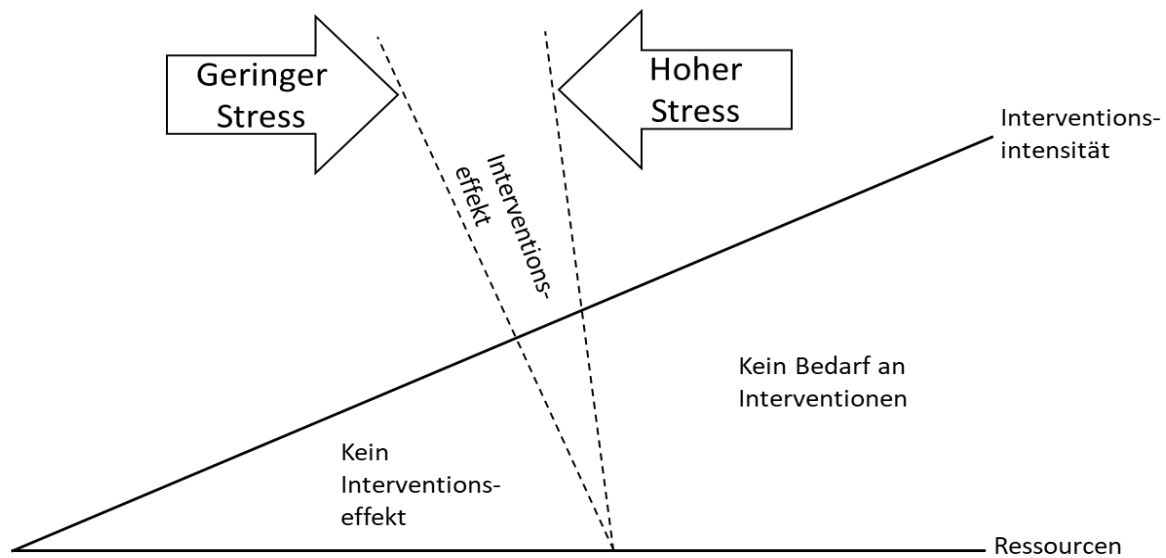 Geringer
Stress
Hoher
Stress
Interventions-
effekt
Interventions-
intensität
Kein Bedarf an
Interventionen
Kein
Interventions-
effekt
Ressourcen